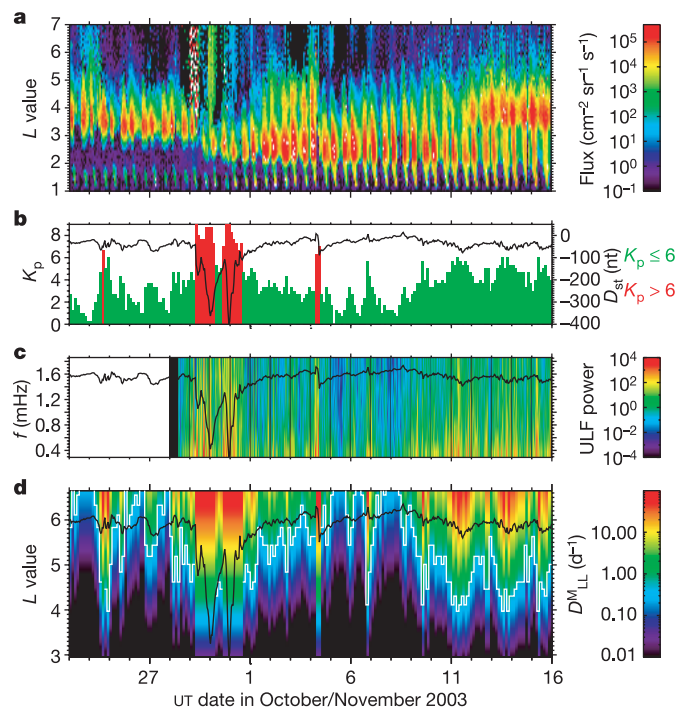 a
7
6
5
4
3
2
1
L value
10⁵
10⁴
10³
10²
10¹
10⁰
10⁻¹
Flux (cm⁻² sr⁻¹ s⁻¹)
b
8
6
4
2
0
Kp
0
−100
−200
−300
−400
Dst (nt)
Kp ≤ 6
Kp > 6
c
1.6
1.2
0.8
0.4
f (mHz)
10⁴
10²
10⁰
10⁻²
10⁻⁴
ULF power
d
6
5
4
3
L value
10.00
1.00
0.10
0.01
DᴹLL (d⁻¹)
27 1 6 11 16
UT date in October/November 2003